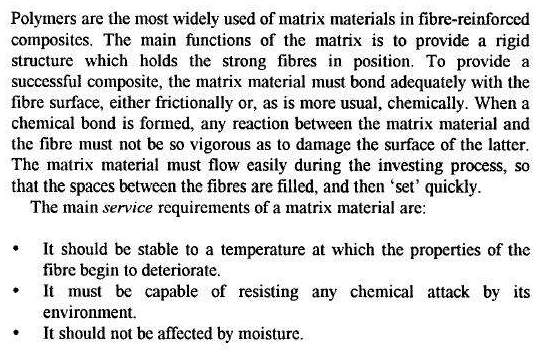 Polymers are the most widely used of matrix materials in fibre-reinforced
composites. The main functions of the matrix is to provide a rigid
structure which holds the strong fibres in position. To provide a
successful composite, the matrix material must bond adequately with the
fibre surface, either frictionally or, as is more usual, chemically. When a
chemical bond is formed, any reaction between the matrix material and
the fibre must not be so vigorous as to damage the surface of the latter.
The matrix material must flow easily during the investing process, so
that the spaces between the fibres are filled, and then ‘set’ quickly.
The main service requirements of a matrix material are:
• It should be stable to a temperature at which the properties of the
fibre begin to deteriorate.
• It must be capable of resisting any chemical attack by its
environment.
• It should not be affected by moisture.